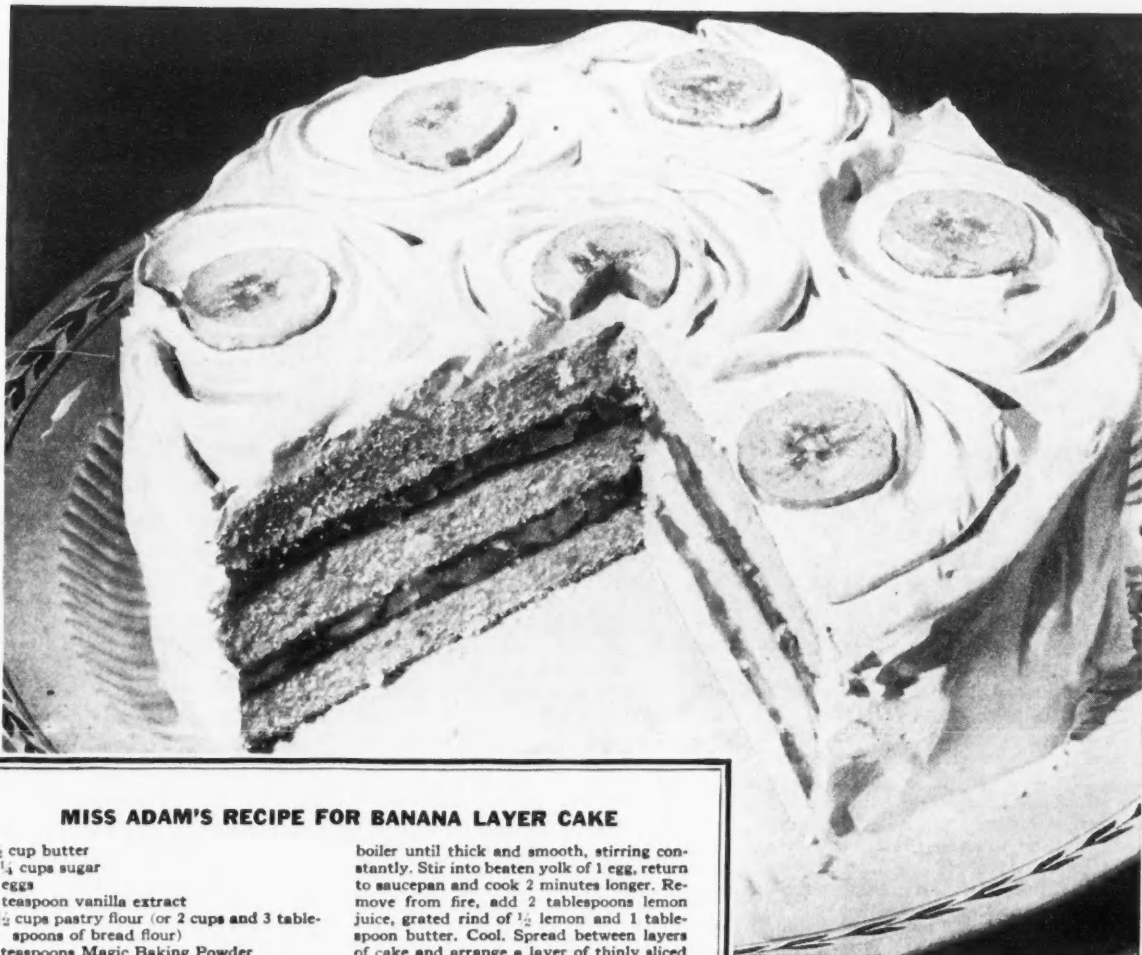 MISS ADAM'S RECIPE FOR BANANA LAYER CAKE
cup butter
¼ cups sugar
eggs
teaspoon vanilla extract
½ cups pastry flour (or 2 cups and 3 table-
spoons of bread flour)
teaspoons Magic Baking Powder
boiler until thick and smooth, stirring con-
stantly. Stir into beaten yolk of 1 egg, return
to saucepan and cook 2 minutes longer. Re-
move from fire, add 2 tablespoons lemon
juice, grated rind of ½ lemon and 1 table-
spoon butter. Cool. Spread between layers
of cake and arrange a layer of thinly sliced